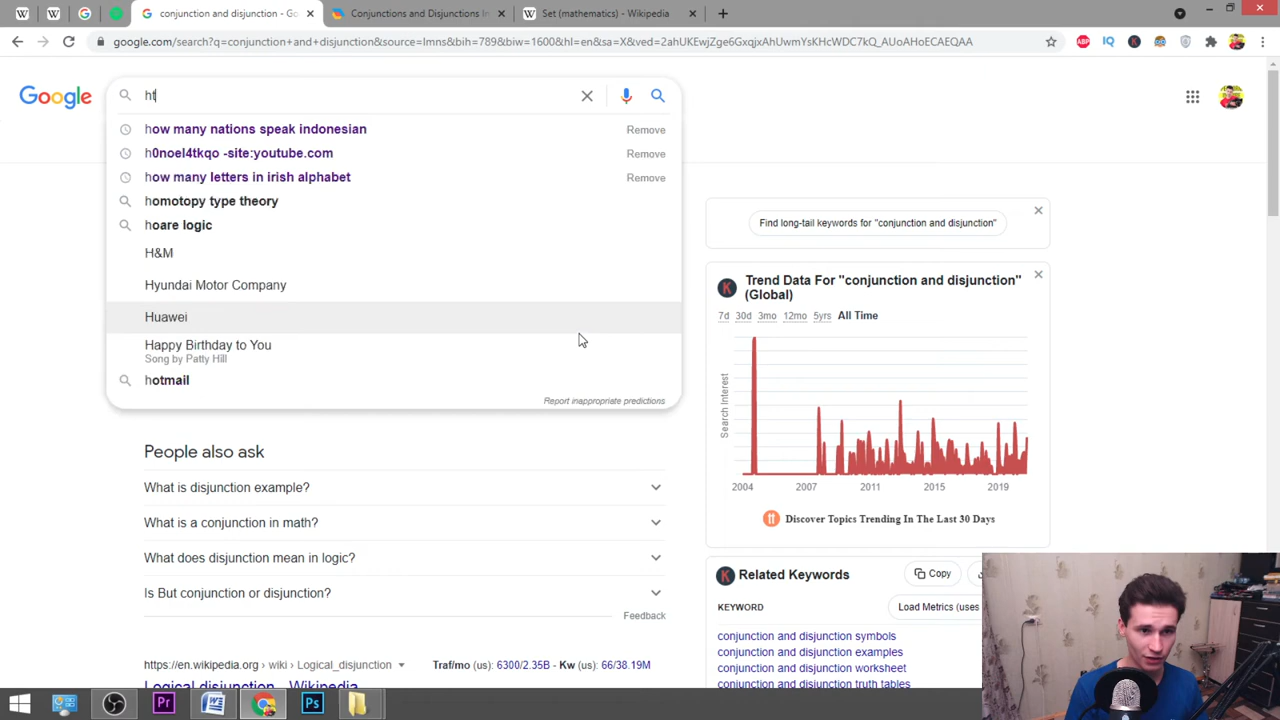 conjunction and disjunction - Go
Conjunctions and Disjunctions In
Set (mathematics) - Wikipedia
google.com/search?q=conjunction+and+disjunction&source=lmns&bih=789&biw=1600&hl=en&sa=X&ved=2ahUKEwjZge6GxqjxAhUwmYsKHcWDC7kQ_AUoAHoECAEQAA
Google
ht
how many nations speak indonesian Remove
h0noel4tkqo -site:youtube.com Remove
how many letters in irish alphabet Remove
homotopy type theory
hoare logic
H&M
Hyundai Motor Company
Huawei
Happy Birthday to You
Song by Patty Hill
hotmail
Report inappropriate predictions
People also ask
What is disjunction example?
What is a conjunction in math?
What does disjunction mean in logic?
Is But conjunction or disjunction?
Feedback
https://en.wikipedia.org › wiki › Logical_disjunction
Traf/mo (us): 6300/2.35B - Kw (us): 66/38.19M
Logical disjunction - Wikipedia
Find long-tail keywords for "conjunction and disjunction"
Trend Data For "conjunction and disjunction"
(Global)
7d 30d 3mo 12mo 5yrs All Time
Search Interest
2004 2007 2011 2015 2019
Discover Topics Trending In The Last 30 Days
Related Keywords
Copy
KEYWORD
Load Metrics (uses
conjunction and disjunction symbols
conjunction and disjunction examples
conjunction and disjunction worksheet
conjunction and disjunction truth tables